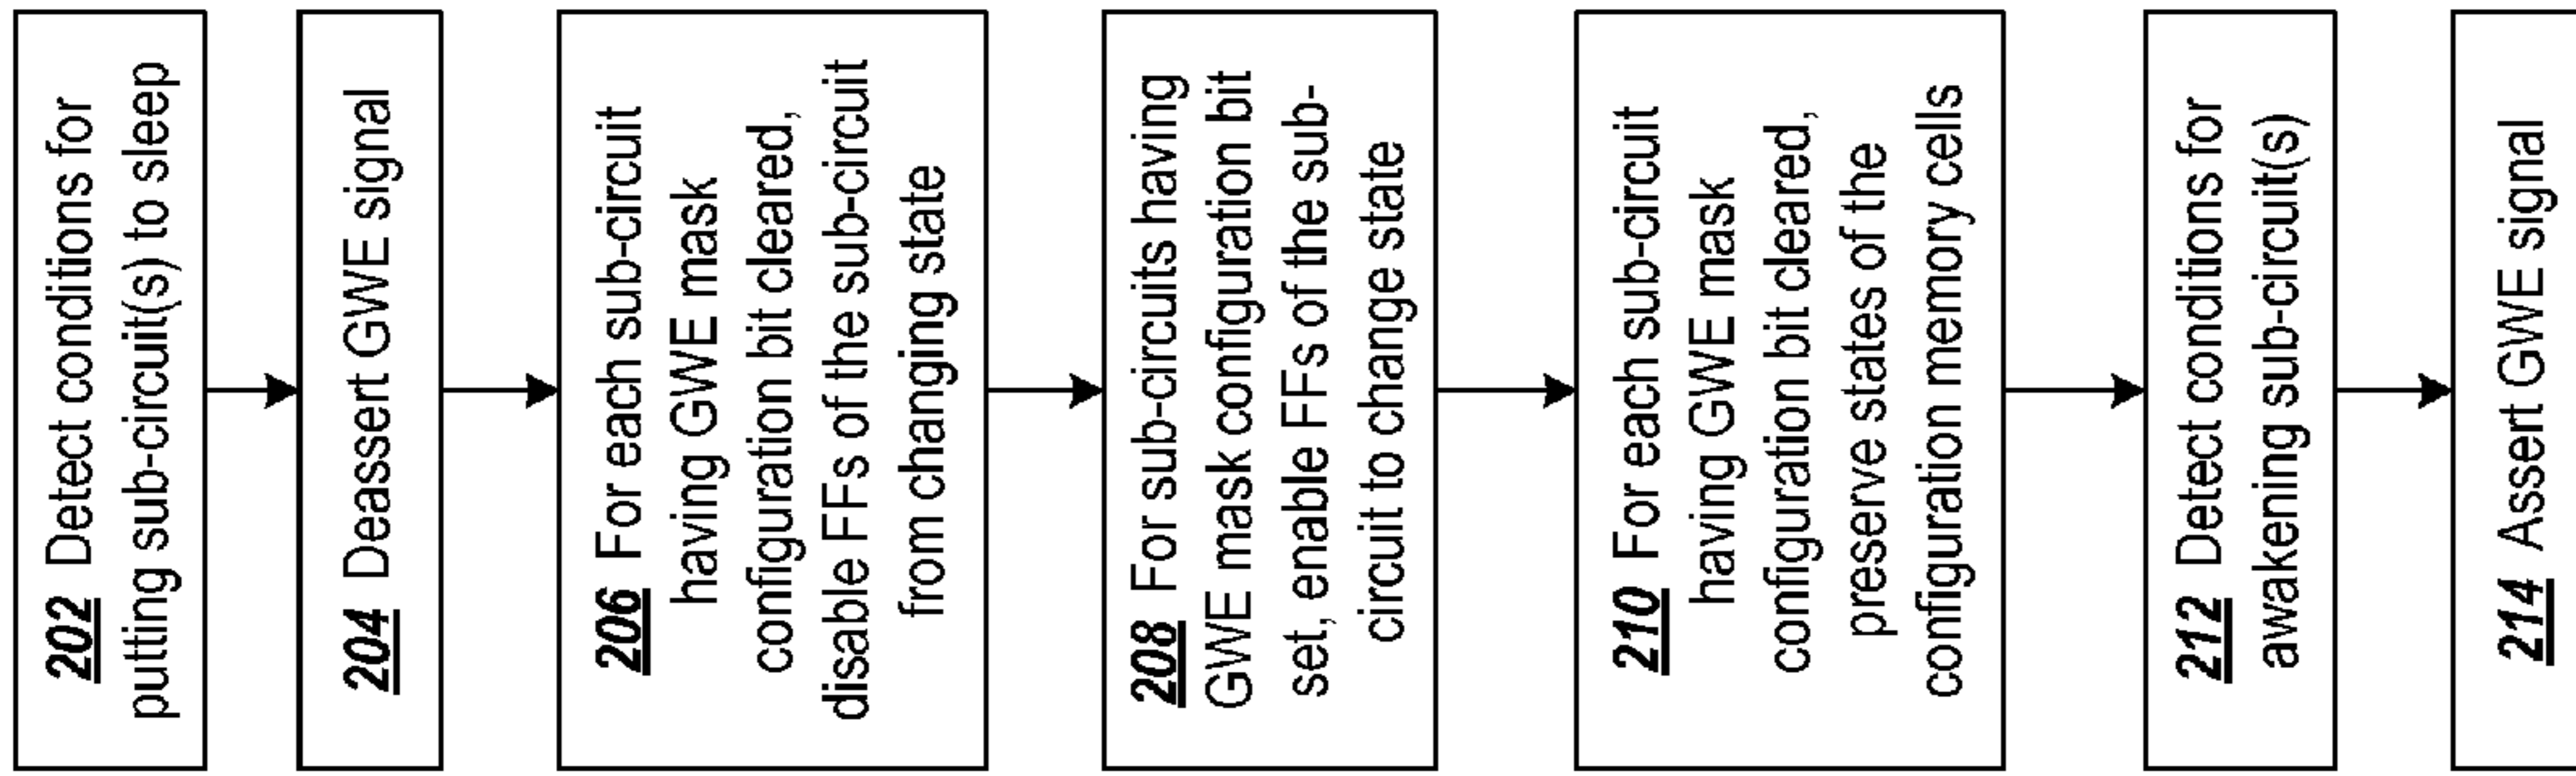 202 Detect conditions for
putting sub-circuit(s) to sleep
204 Deassert GWE signal
206 For each sub-circuit
having GWE mask
configuration bit cleared,
disable FFs of the sub-circuit
from changing state
208 For sub-circuits having
GWE mask configuration bit
set, enable FFs of the sub-
circuit to change state
210 For each sub-circuit
having GWE mask
configuration bit cleared,
preserve states of the
configuration memory cells
212 Detect conditions for
awakening sub-circuit(s)
214 Assert GWE signal